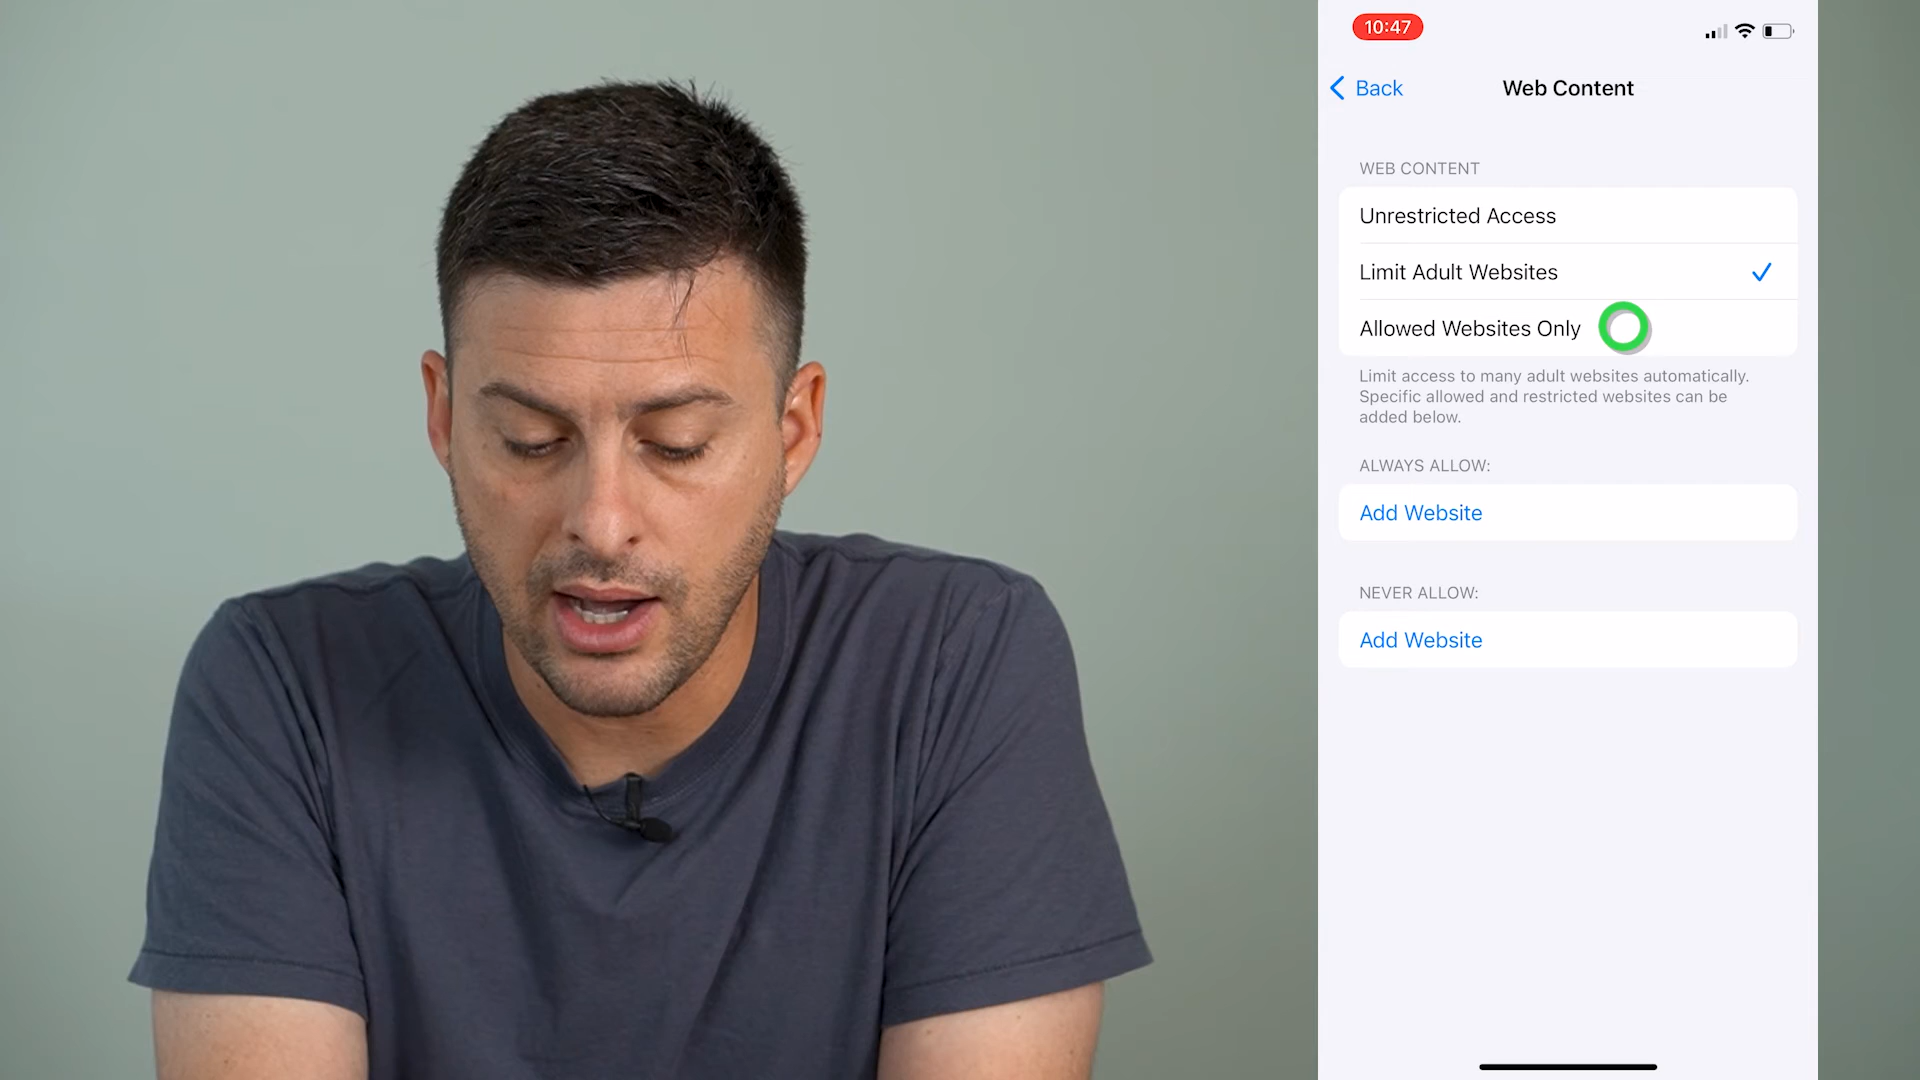 10:47
Back
Web Content
WEB CONTENT
Unrestricted Access
Limit Adult Websites
Allowed Websites Only
Limit access to many adult websites automatically.
Specific allowed and restricted websites can be
added below.
ALWAYS ALLOW:
Add Website
NEVER ALLOW:
Add Website